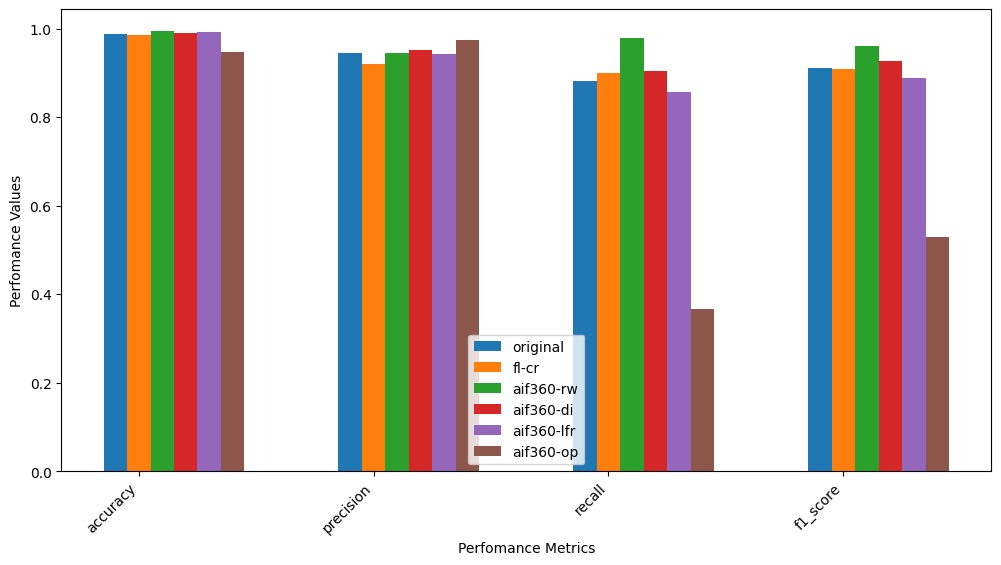 1.0
0.8
0.6
0.4
0.2
0.0
Perfomance Values
original
fl-cr
aif360-rw
aif360-di
aif360-lfr
aif360-op
accuracy
precision
recall
f1_score
Perfomance Metrics